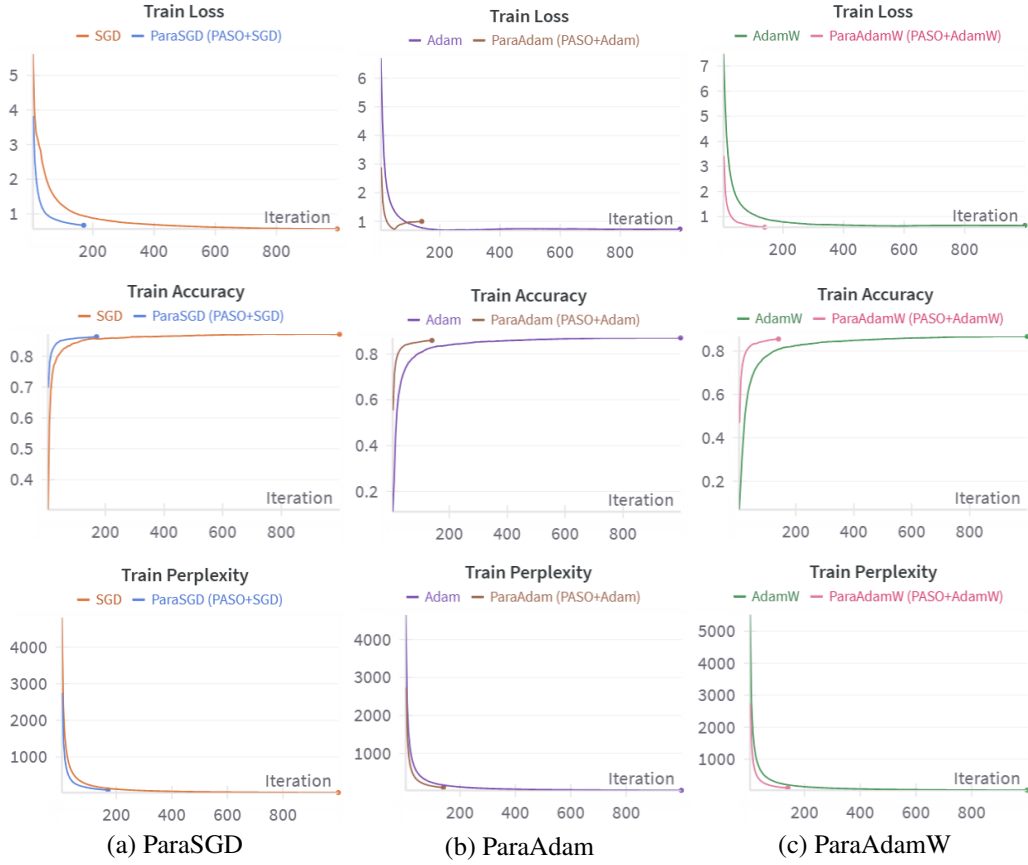 Train Loss
SGD ParaSGD (PASO+SGD)
5
4
3
2
1
Iteration
200 400 600 800
Train Loss
Adam ParaAdam (PASO+Adam)
6
5
4
3
2
1
Iteration
200 400 600 800
Train Loss
AdamW ParaAdamW (PASO+AdamW)
7
6
5
4
3
2
1
Iteration
200 400 600 800
Train Accuracy
SGD ParaSGD (PASO+SGD)
0.8
0.7
0.6
0.5
0.4
Iteration
200 400 600 800
Train Accuracy
Adam ParaAdam (PASO+Adam)
0.8
0.6
0.4
0.2
Iteration
200 400 600 800
Train Accuracy
AdamW ParaAdamW (PASO+AdamW)
0.8
0.6
0.4
0.2
Iteration
200 400 600 800
Train Perplexity
SGD ParaSGD (PASO+SGD)
4000
3000
2000
1000
Iteration
200 400 600 800
Train Perplexity
Adam ParaAdam (PASO+Adam)
4000
3000
2000
1000
Iteration
200 400 600 800
Train Perplexity
AdamW ParaAdamW (PASO+AdamW)
5000
4000
3000
2000
1000
Iteration
200 400 600 800
(a) ParaSGD
(b) ParaAdam
(c) ParaAdamW